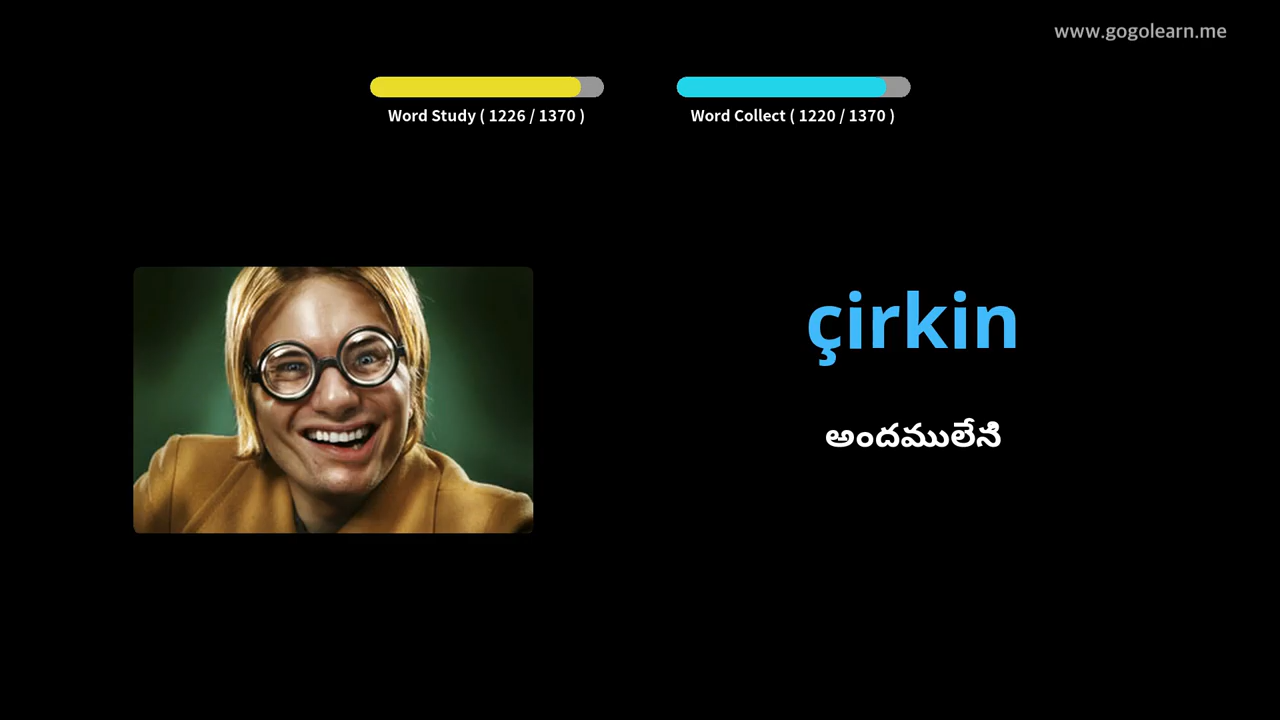 www.gogolearn.me
Word Study ( 1226 / 1370 )
Word Collect ( 1220 / 1370 )
çirkin
అందములేని